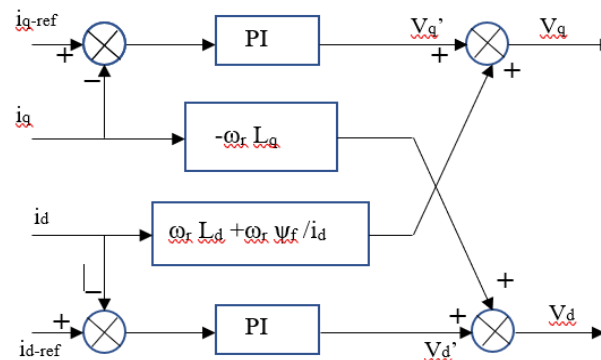 iq-ref
PI
Vq'
Vq
+
+
+
−
iq
-ωr Lq
id
ωr Ld +ωr ψf /id
−
+
+
+
id-ref
PI
Vd'
Vd